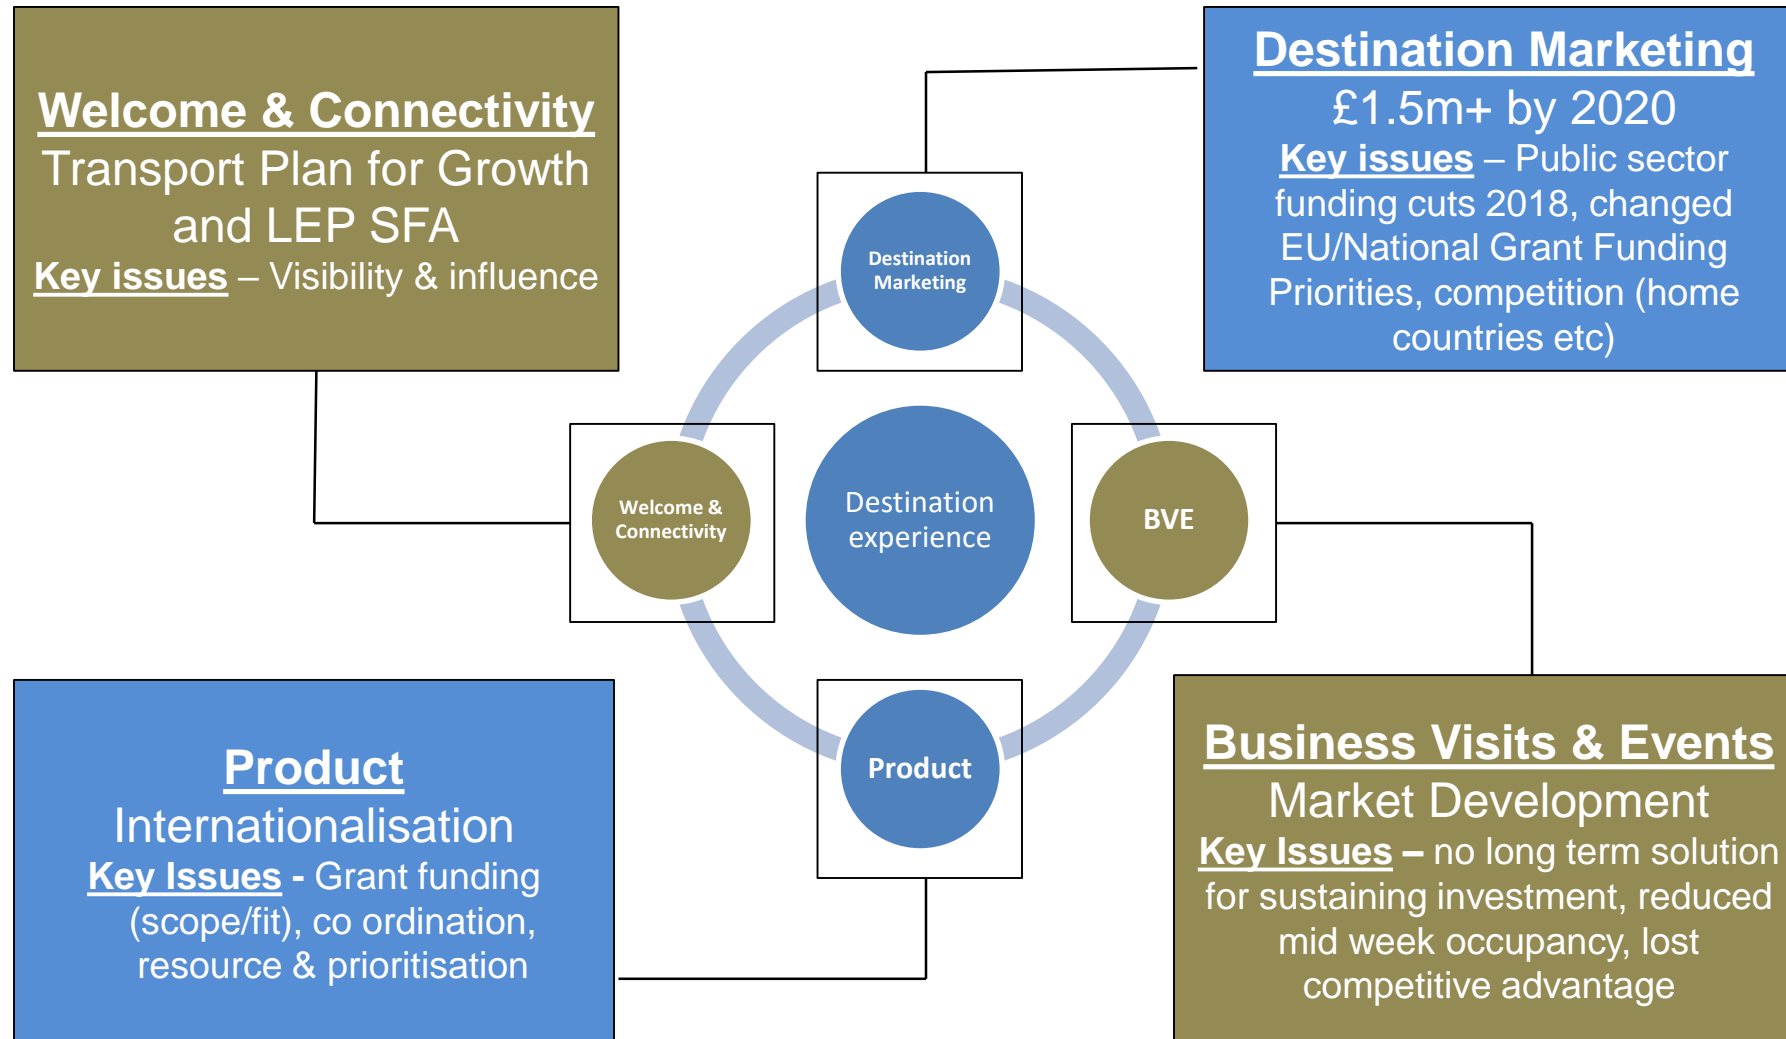 Welcome & Connectivity
Transport Plan for Growth
and LEP SFA
Key issues – Visibility & influence
Destination Marketing
£1.5m+ by 2020
Key issues – Public sector
funding cuts 2018, changed
EU/National Grant Funding
Priorities, competition (home
countries etc)
Destination
Marketing
Welcome &
Connectivity
Destination
experience
BVE
Product
Product
Internationalisation
Key Issues - Grant funding
(scope/fit), co ordination,
resource & prioritisation
Business Visits & Events
Market Development
Key Issues – no long term solution
for sustaining investment, reduced
mid week occupancy, lost
competitive advantage